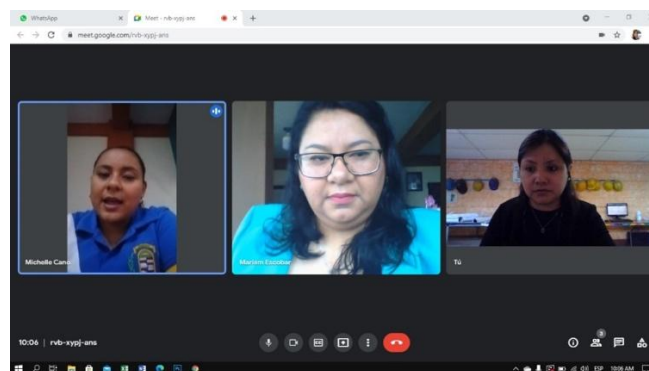 WhatsApp
Meet - rvb-xypj-ans
meet.google.com/rvb-xypj-ans
Michelle Cano
Mariam Escobar
Tú
10:06 | rvb-xypj-ans
3
ESP 10:06 AM